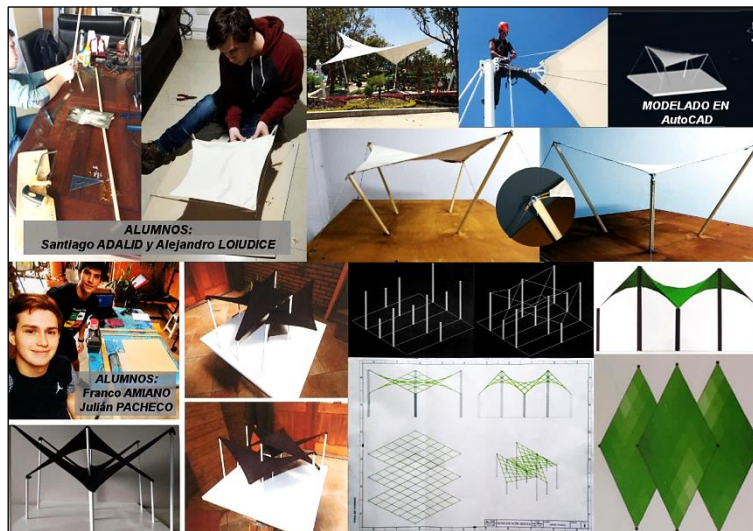 MODELADO EN
AutoCAD
ALUMNOS:
Santiago ADALID y Alejandro LOIUDICE
ALUMNOS:
Franco AMIANO
Julián PACHECO